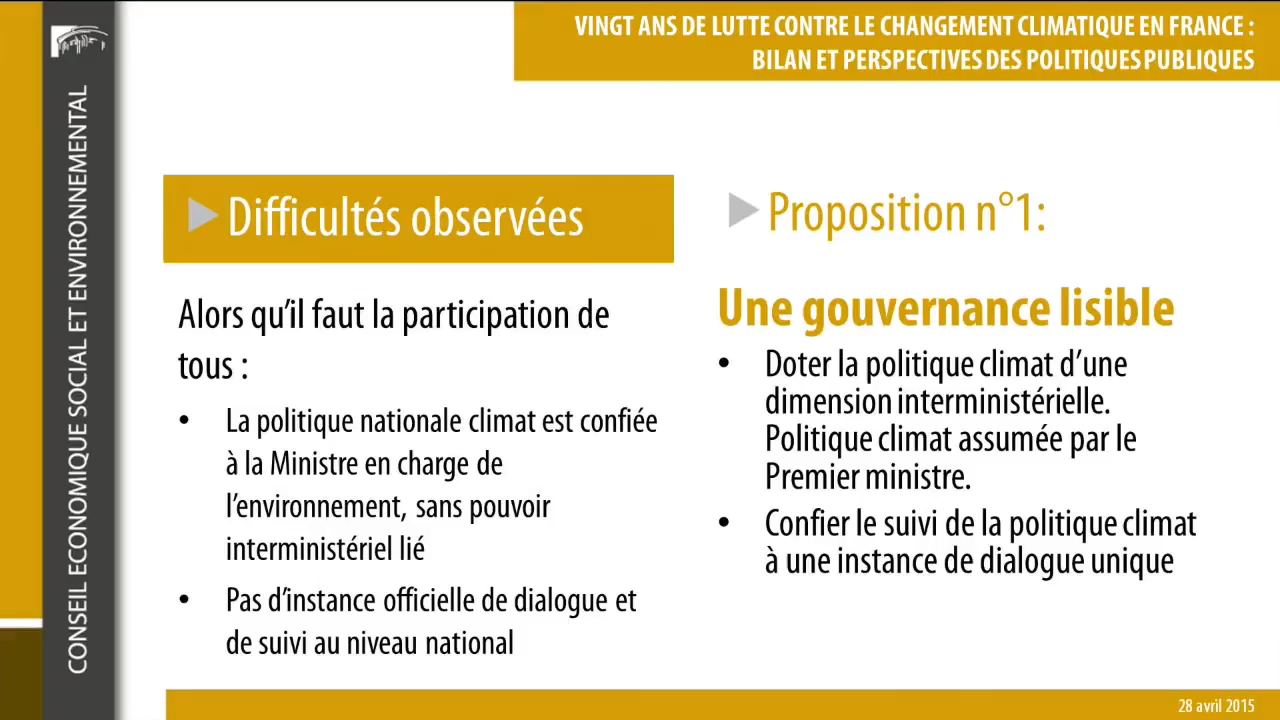 VINGT ANS DE LUTTE CONTRE LE CHANGEMENT CLIMATIQUE EN FRANCE :
BILAN ET PERSPECTIVES DES POLITIQUES PUBLIQUES
CONSEIL ECONOMIQUE SOCIAL ET ENVIRONNEMENTAL
Difficultés observées
Alors qu’il faut la participation de
tous :
• La politique nationale climat est confiée
à la Ministre en charge de
l’environnement, sans pouvoir
interministériel lié
• Pas d’instance officielle de dialogue et
de suivi au niveau national
Proposition n°1:
Une gouvernance lisible
• Doter la politique climat d’une
dimension interministérielle.
Politique climat assumée par le
Premier ministre.
• Confier le suivi de la politique climat
à une instance de dialogue unique
28 avril 2015